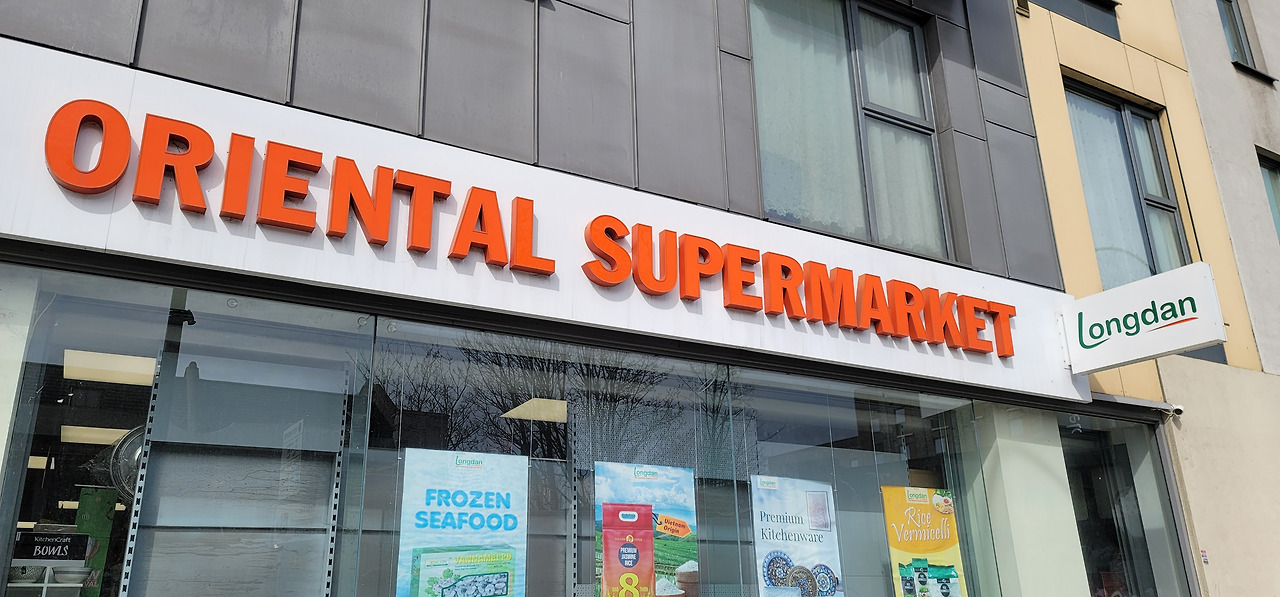 ORIENTAL SUPERMARKET
Longdan
Longdan
FROZEN
SEAFOOD
Longdan
Vietnam
Origin
PREMIUM
JASMINE
RICE
8
Longdan
Premium
Kitchenware
Longdan
Rice
Vermicelli
KitchenCraft
BOWLS